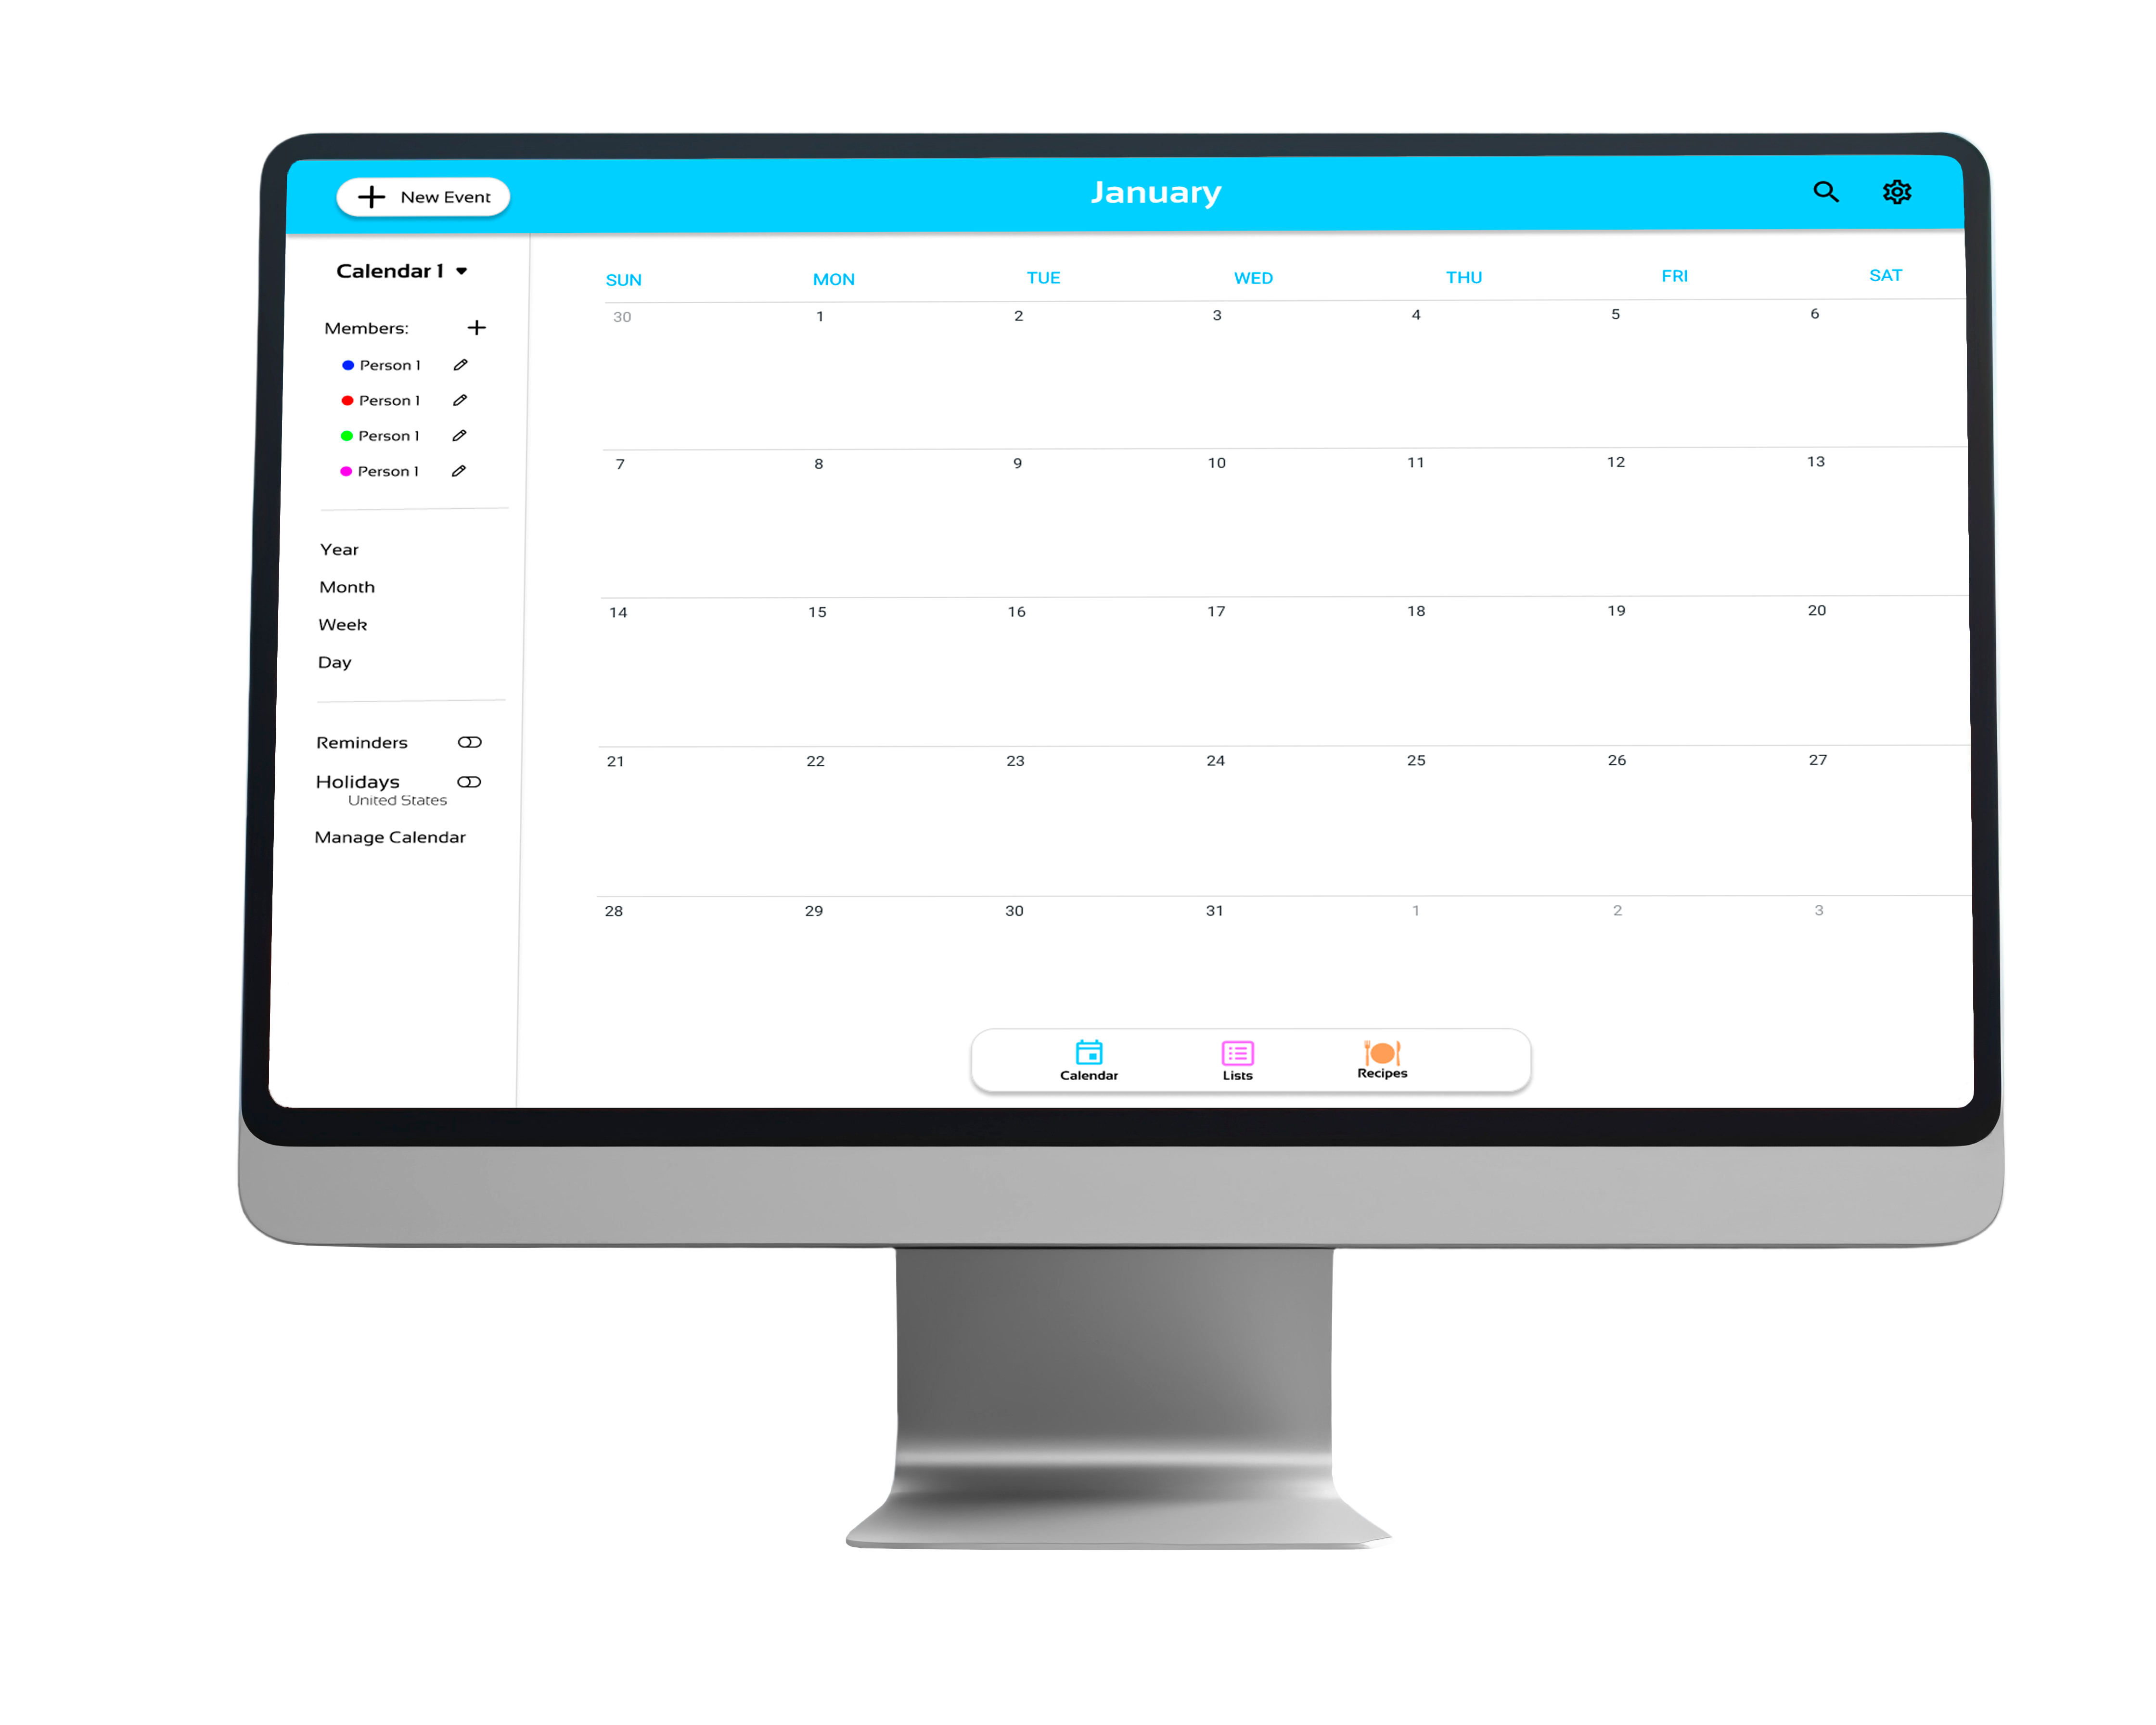 New Event
January
Calendar 1
Members:
Person 1
Person 1
Person 1
Person 1
Year
Month
Week
Day
Reminders
Holidays
United States
Manage Calendar
SUN MON TUE WED THU FRI SAT
30 1 2 3 4 5 6
7 8 9 10 11 12 13
14 15 16 17 18 19 20
21 22 23 24 25 26 27
28 29 30 31 1 2 3
Calendar Lists Recipes